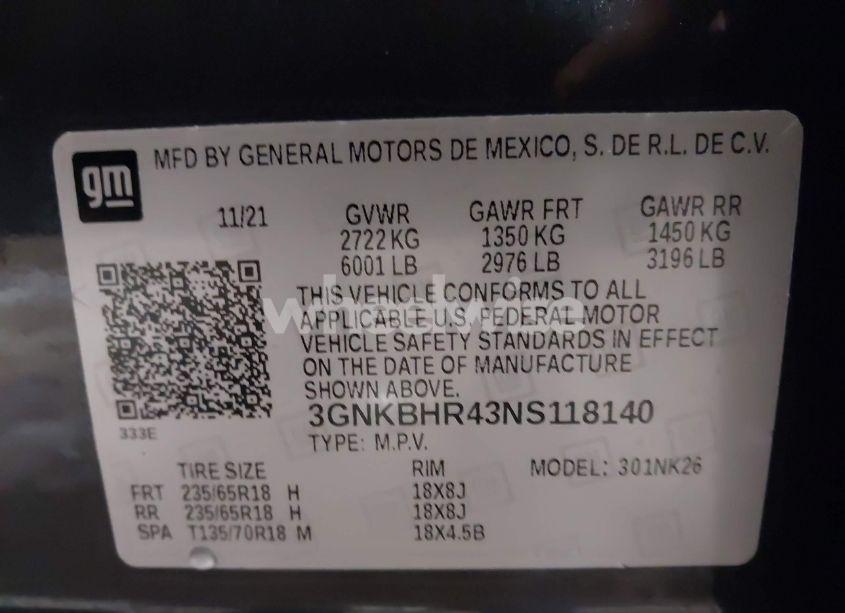 gm
MFD BY GENERAL MOTORS DE MEXICO, S. DE R.L. DE C.V.
11/21 GVWR GAWR FRT GAWR RR
2722 KG 1350 KG 1450 KG
6001 LB 2976 LB 3196 LB
THIS VEHICLE CONFORMS TO ALL
APPLICABLE U.S. FEDERAL MOTOR
VEHICLE SAFETY STANDARDS IN EFFECT
ON THE DATE OF MANUFACTURE
SHOWN ABOVE.
3GNKBHR43NS118140
333E
TYPE: M.P.V.
TIRE SIZE RIM MODEL: 301NK26
FRT 235/65R18 H 18X8J
RR 235/65R18 H 18X8J
SPA T135/70R18 M 18X4.5B